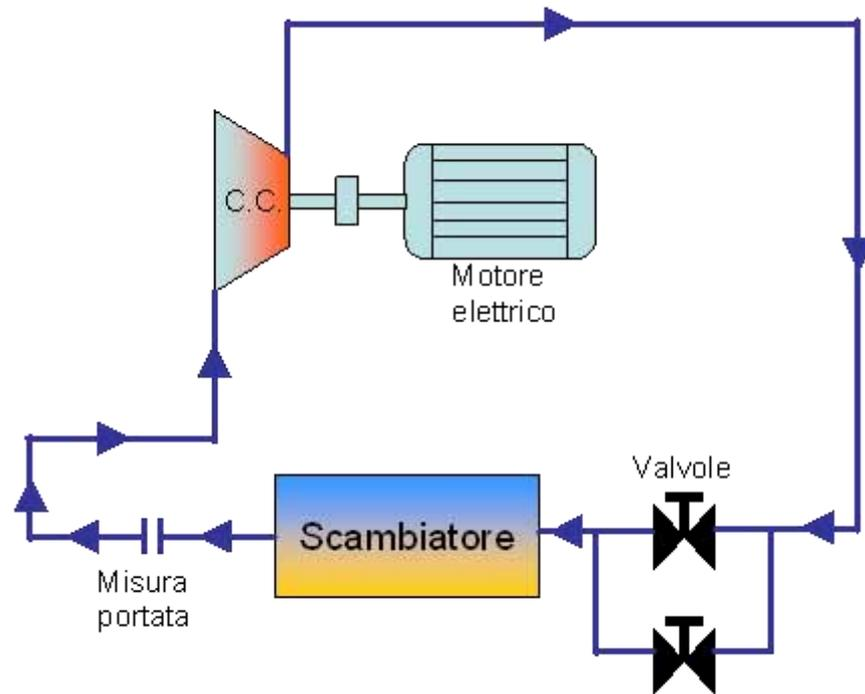 C.C.
Motore
elettrico
Valvole
Scambiatore
Misura
portata